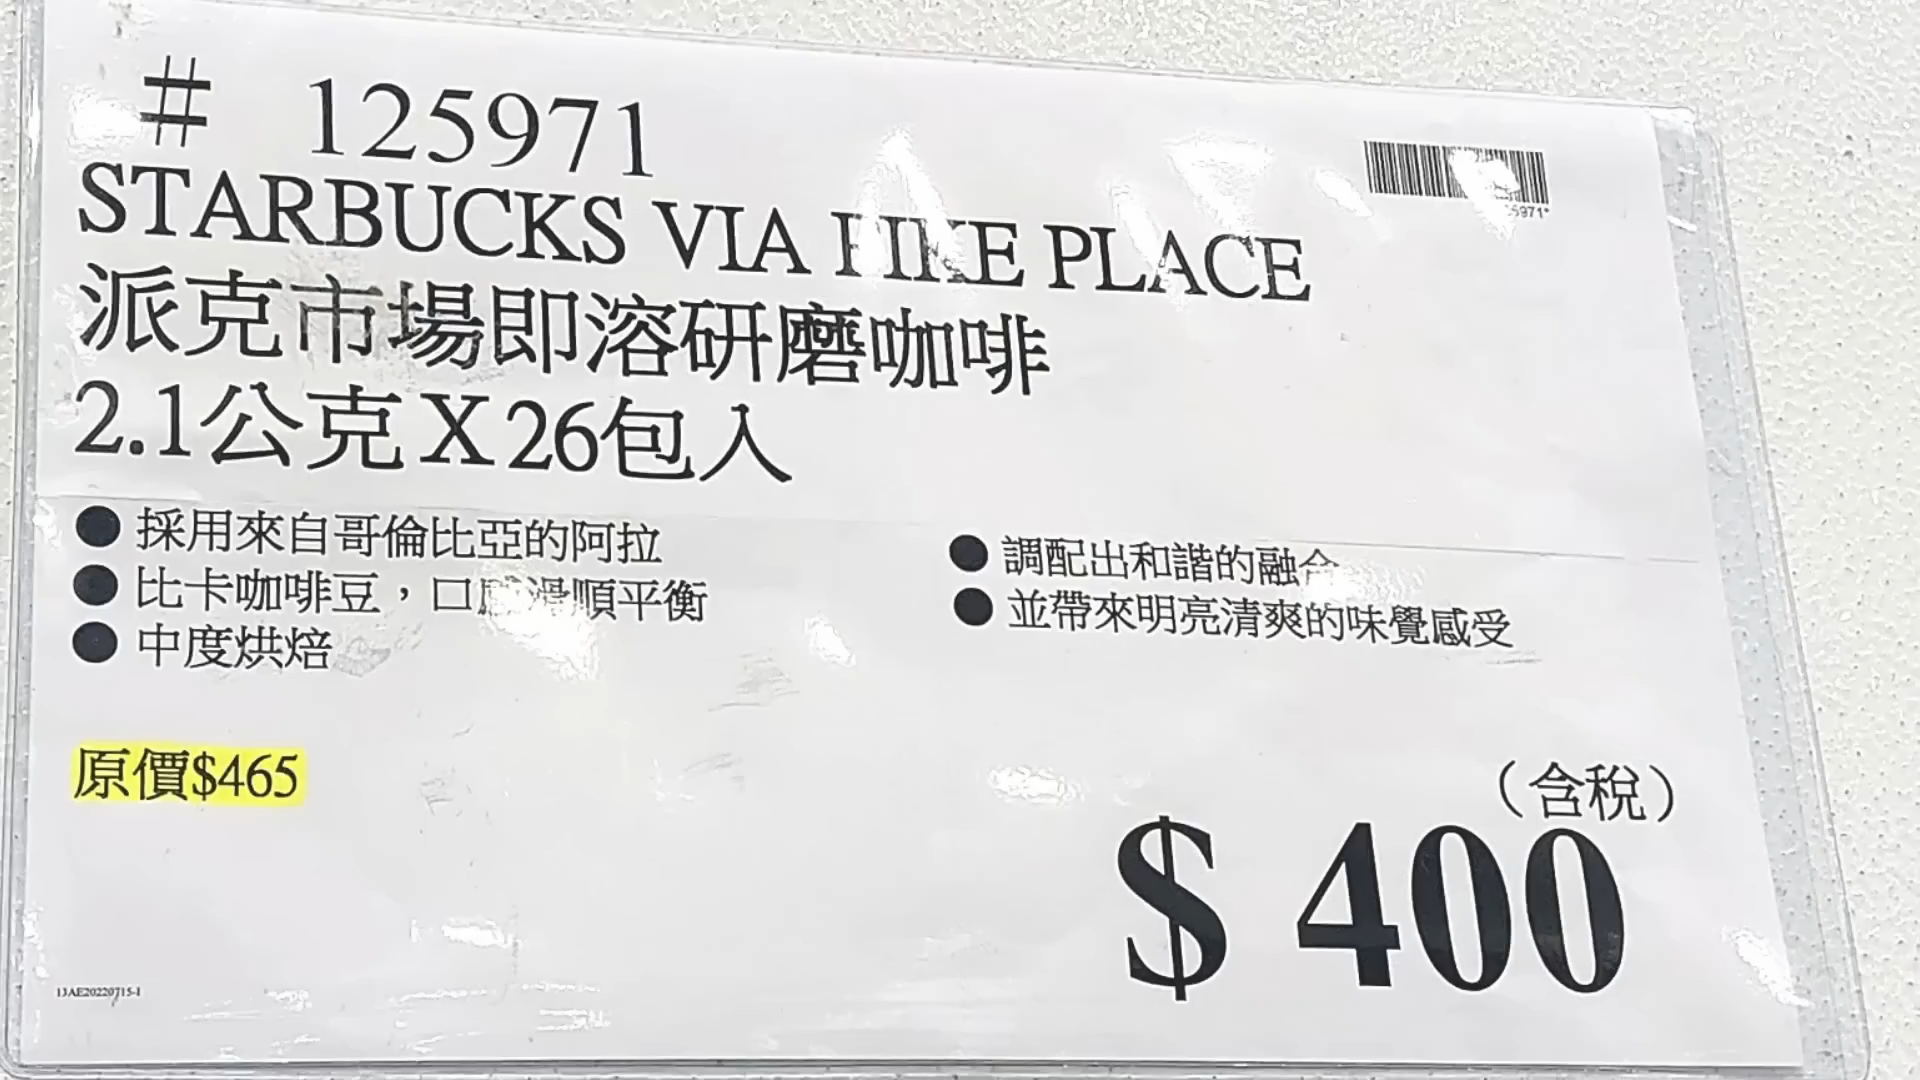 # 125971
STARBUCKS VIA PIKE PLACE
派克市場即溶研磨咖啡
2.1公克X26包入
●採用來自哥倫比亞的阿拉
●比卡咖啡豆，口感滑順平衡
●中度烘焙
●調配出和諧的融合
●並帶來明亮清爽的味覺感受
原價$465
（含稅）
$ 400
13AE20220715-1